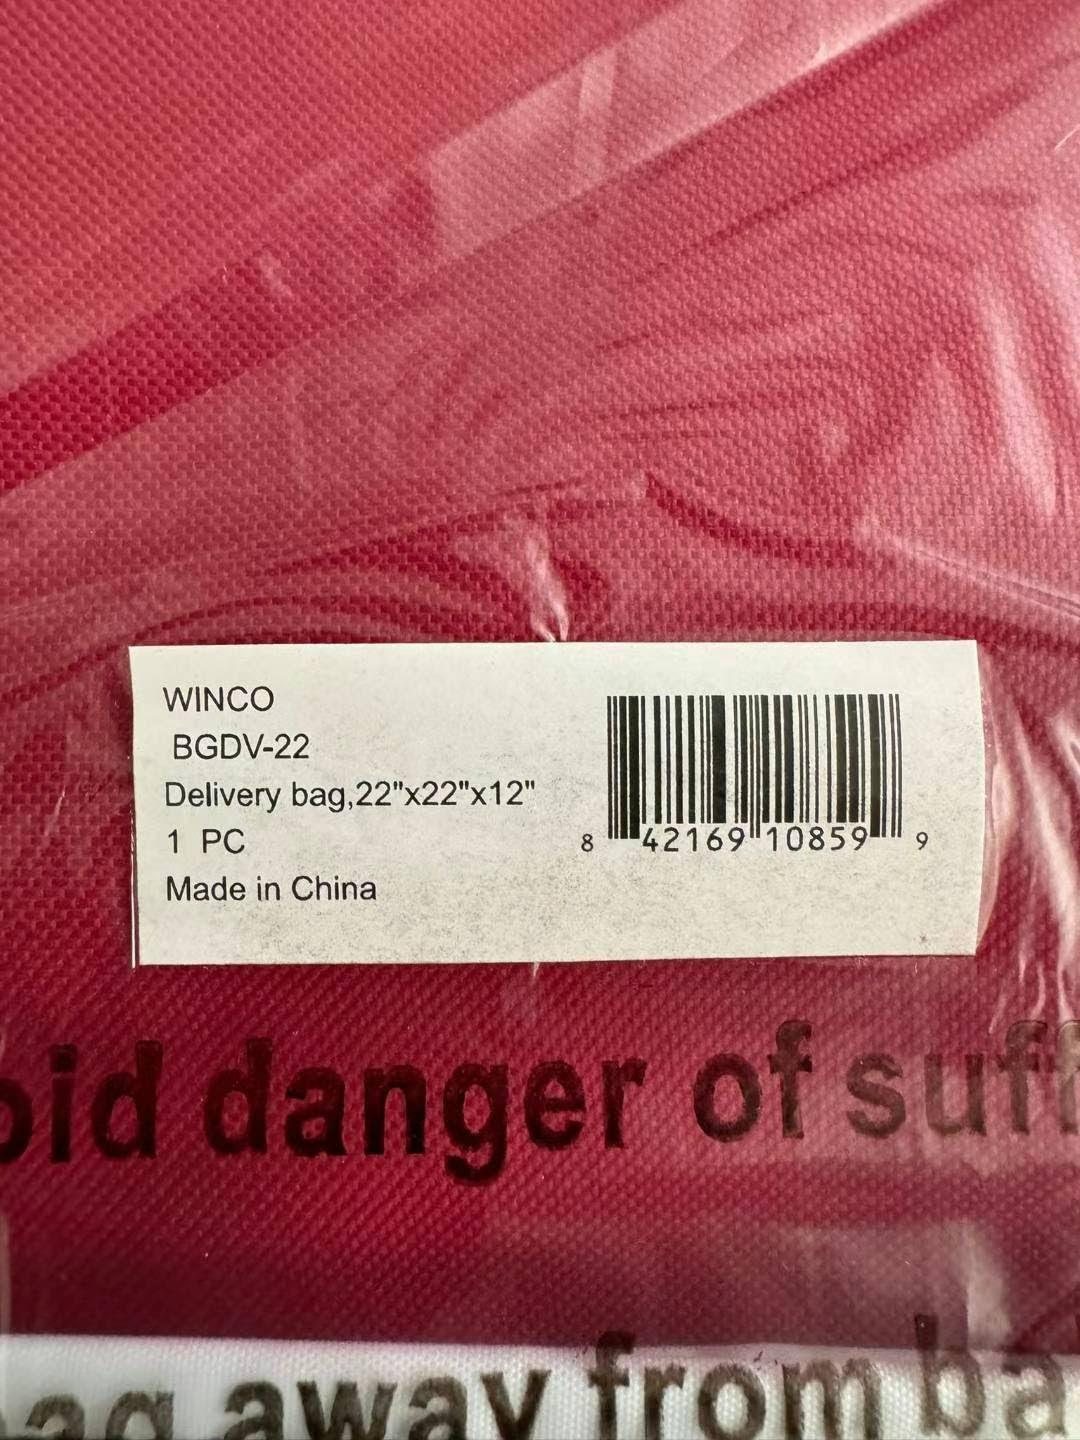 WINCO
BGDV-22
Delivery bag,22"x22"x12"
1 PC
Made in China
8 42169 10859 9
danger of
away from